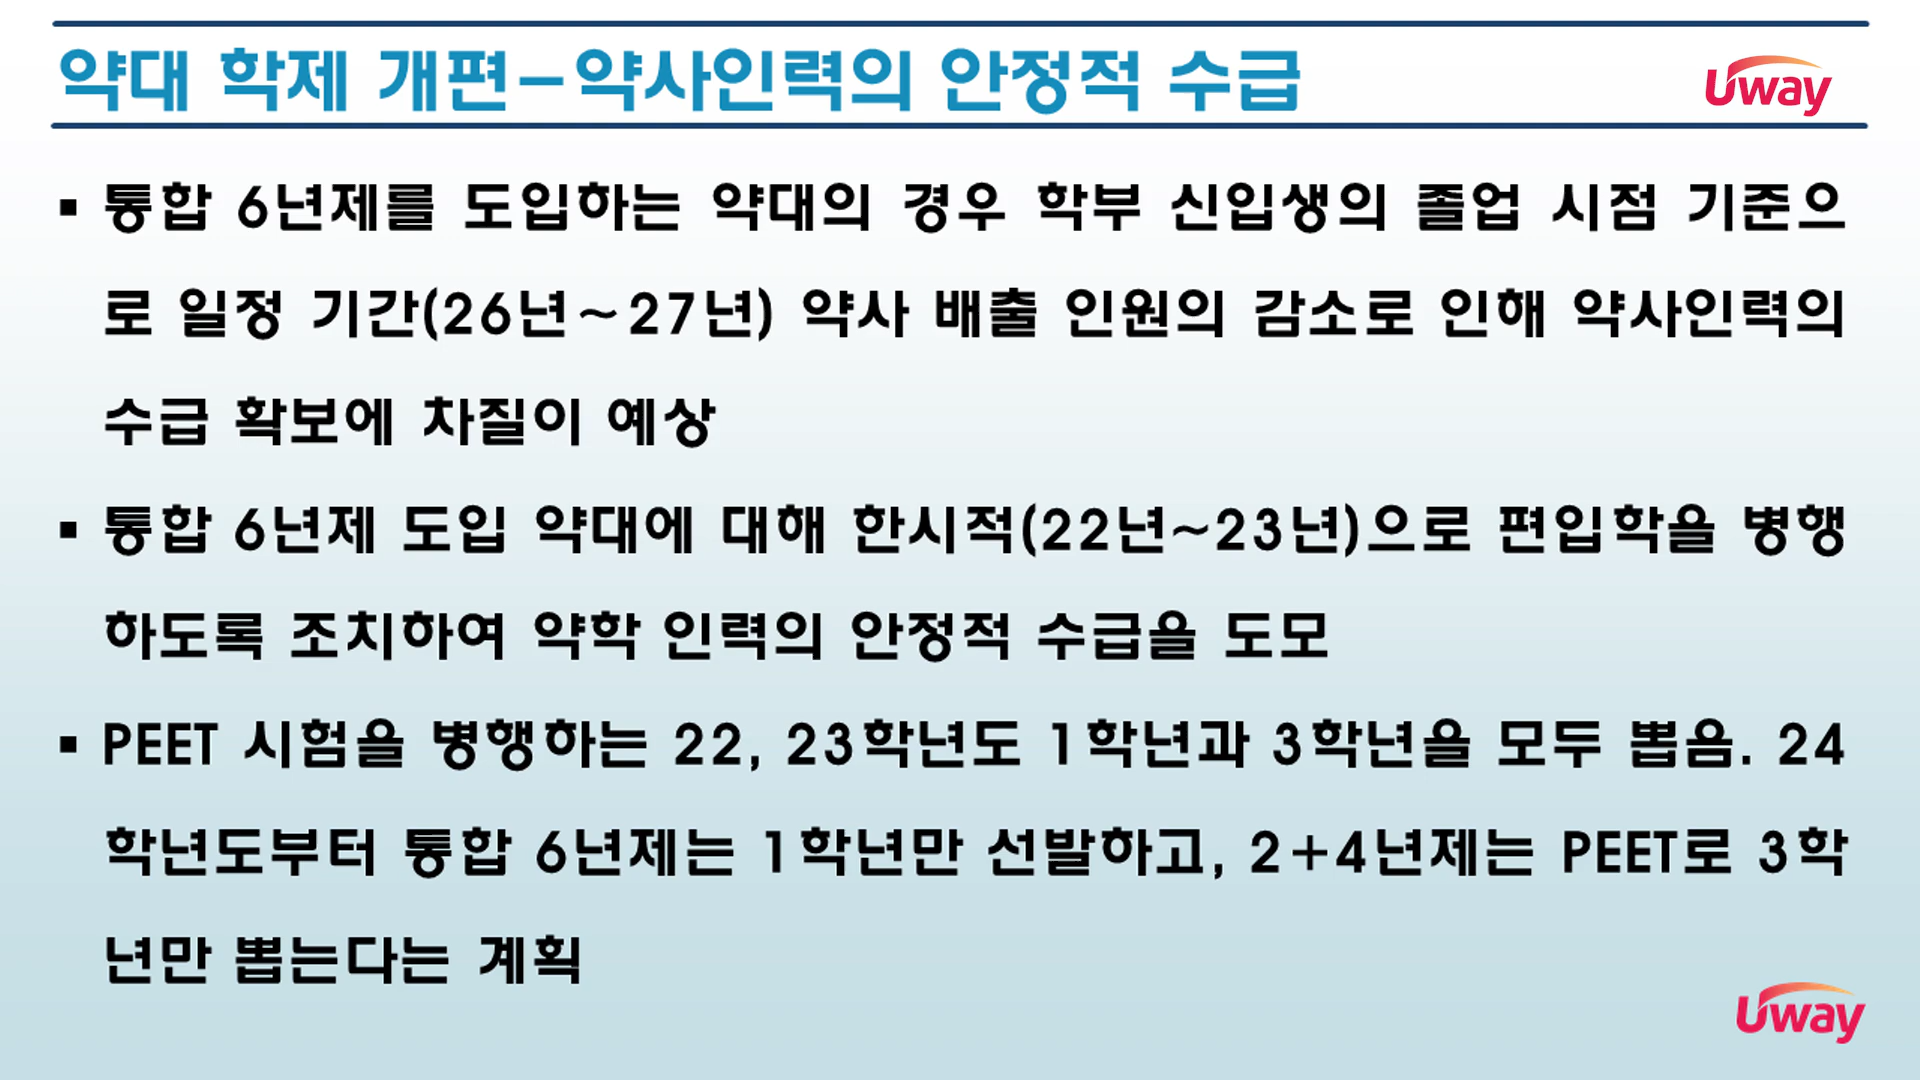 약대 학제 개편-약사인력의 안정적 수급
Uway
▪ 통합 6년제를 도입하는 약대의 경우 학부 신입생의 졸업 시점 기준으
로 일정 기간(26년~27년) 약사 배출 인원의 감소로 인해 약사인력의
수급 확보에 차질이 예상
▪ 통합 6년제 도입 약대에 대해 한시적(22년~23년)으로 편입학을 병행
하도록 조치하여 약학 인력의 안정적 수급을 도모
▪ PEET 시험을 병행하는 22, 23학년도 1학년과 3학년을 모두 뽑음. 24
학년도부터 통합 6년제는 1학년만 선발하고, 2+4년제는 PEET로 3학
년만 뽑는다는 계획
Uway